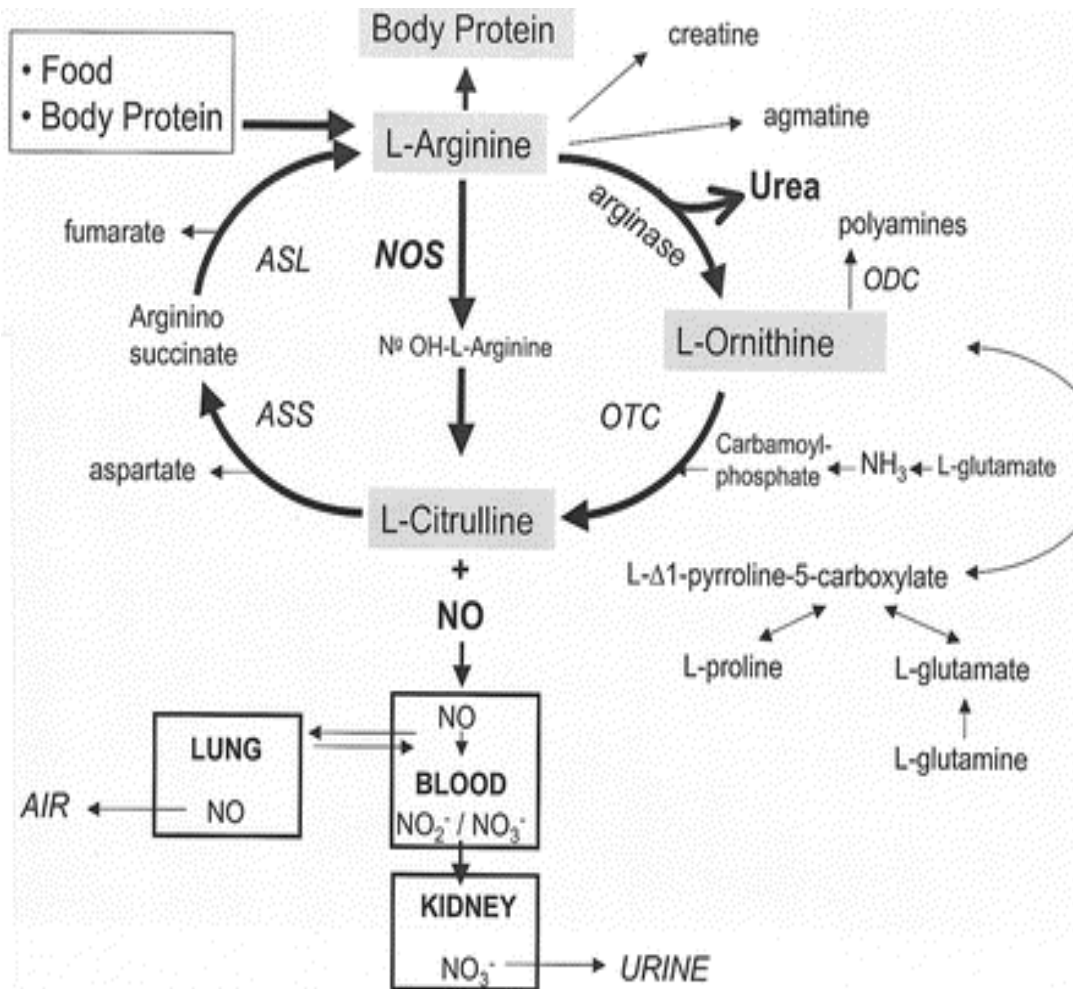 Body Protein
• Food
• Body Protein
creatine
agmatine
L-Arginine
Urea
arginase
polyamines
ODC
fumarate
ASL
NOS
Arginino
succinate
Nᵍ OH-L-Arginine
L-Ornithine
ASS
OTC
aspartate
Carbamoyl-
phosphate
NH₃
L-glutamate
L-Citrulline
+
NO
L-Δ1-pyrroline-5-carboxylate
L-proline
L-glutamate
L-glutamine
LUNG
NO
AIR
NO
BLOOD
NO₂⁻ / NO₃⁻
KIDNEY
NO₃⁻
URINE